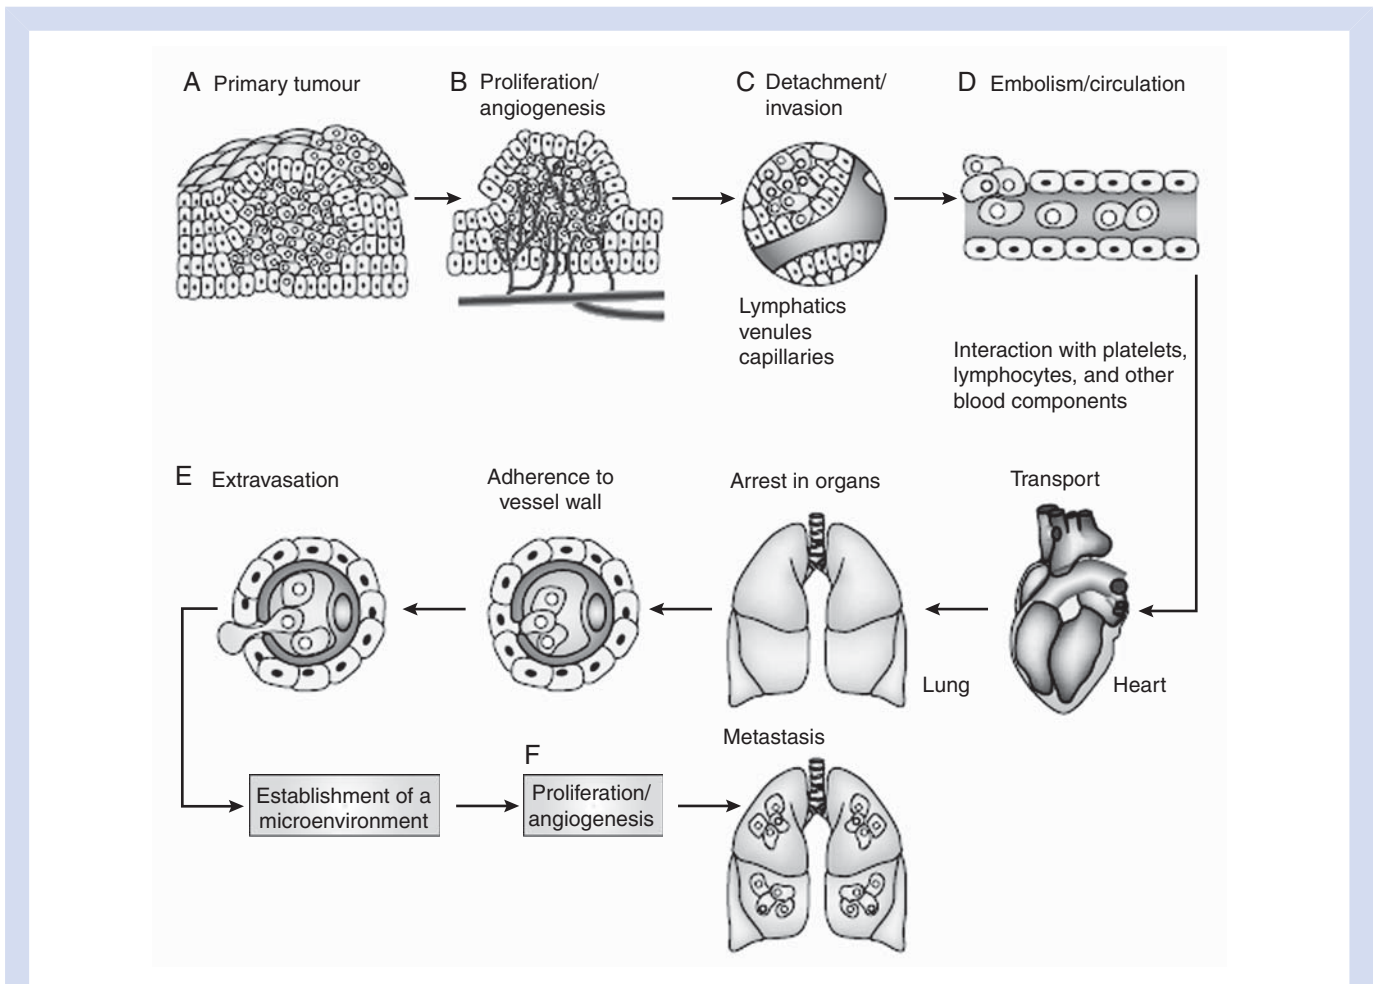 A Primary tumour
B Proliferation/
angiogenesis
C Detachment/
invasion
D Embolism/circulation
Lymphatics
venules
capillaries
Interaction with platelets,
lymphocytes, and other
blood components
E Extravasation
Adherence to
vessel wall
Arrest in organs
Transport
Lung
Heart
Establishment of a
microenvironment
F
Proliferation/
angiogenesis
Metastasis